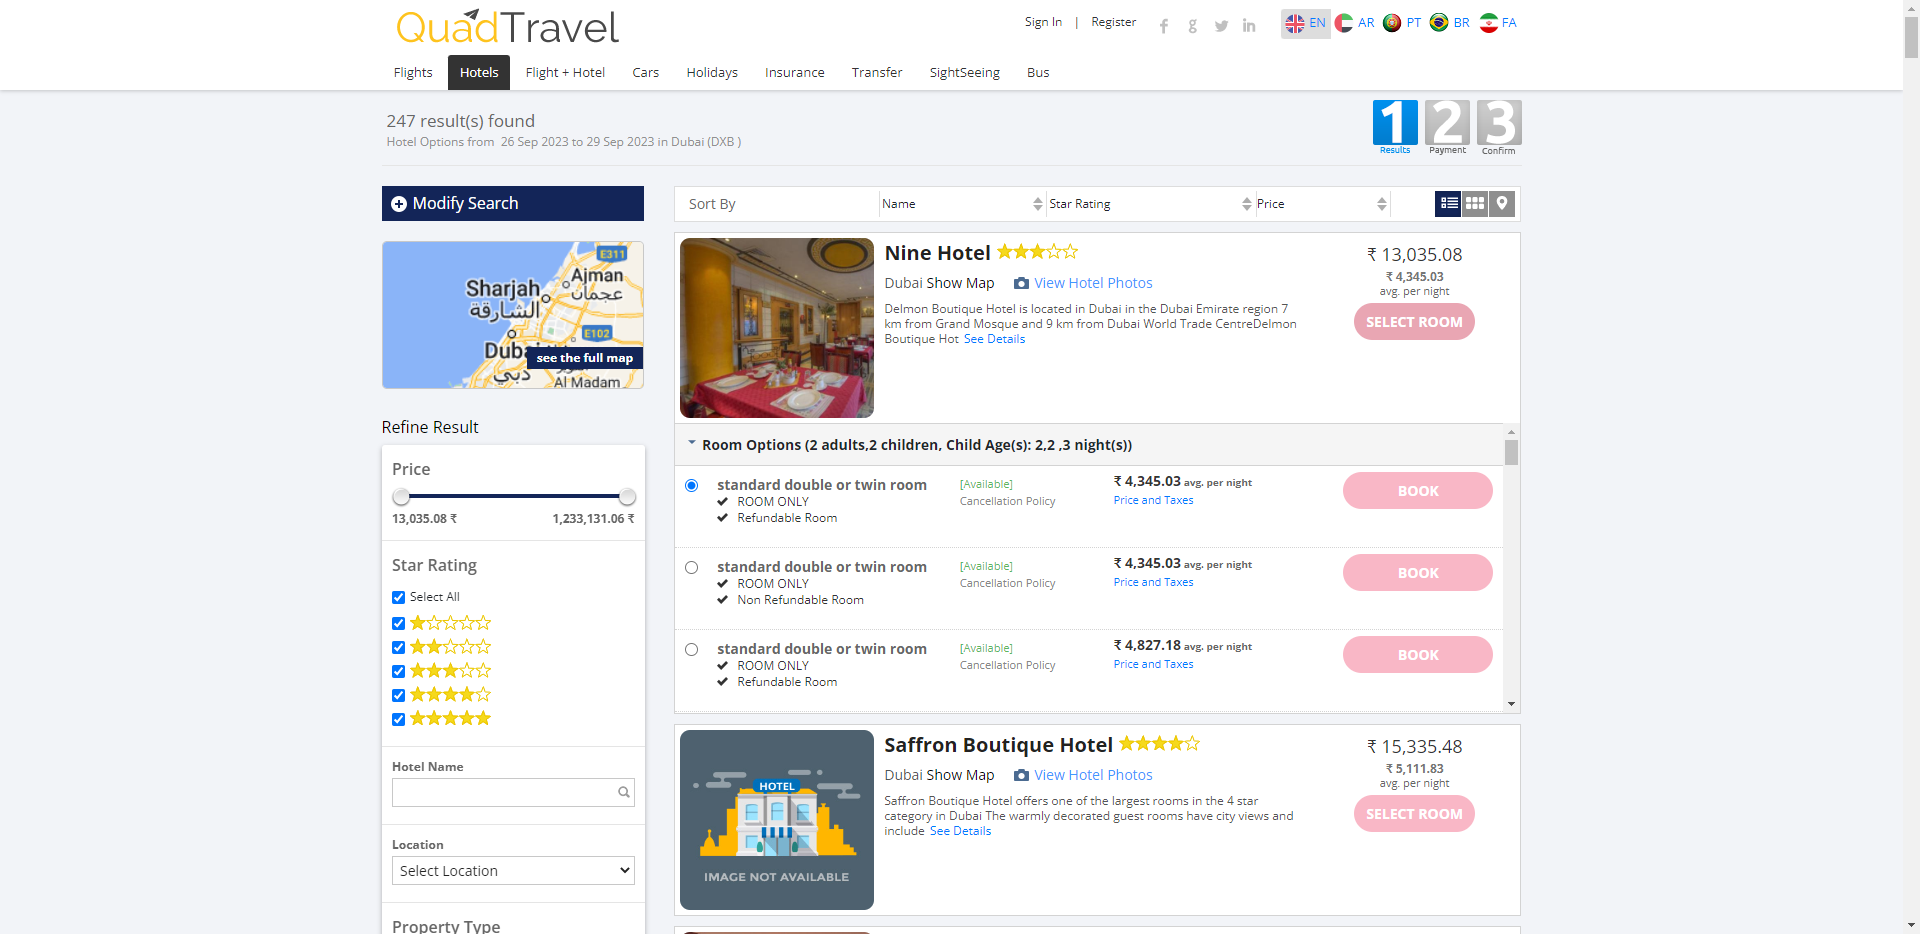 QuadTravel
Sign In | Register
EN AR PT BR FA
Flights Hotels Flight + Hotel Cars Holidays Insurance Transfer SightSeeing Bus
247 result(s) found
Hotel Options from 26 Sep 2023 to 29 Sep 2023 in Dubai (DXB )
1 2 3
Results Payment Confirm
Modify Search
E311
Ajman
عجمان
Sharjah
الشارقة
E102
Dubai
دبي
see the full map
Al Madam
Refine Result
Price
13,035.08 ₹ 1,233,131.06 ₹
Star Rating
Select All
Hotel Name
Location
Select Location
Property Type
Sort By Name Star Rating Price
Nine Hotel
Dubai Show Map View Hotel Photos
Delmon Boutique Hotel is located in Dubai in the Dubai Emirate region 7
km from Grand Mosque and 9 km from Dubai World Trade CentreDelmon
Boutique Hot See Details
₹ 13,035.08
₹ 4,345.03
avg. per night
SELECT ROOM
Room Options (2 adults,2 children, Child Age(s): 2,2 ,3 night(s))
standard double or twin room
ROOM ONLY
Refundable Room
[Available]
Cancellation Policy
₹ 4,345.03 avg. per night
Price and Taxes
BOOK
standard double or twin room
ROOM ONLY
Non Refundable Room
[Available]
Cancellation Policy
₹ 4,345.03 avg. per night
Price and Taxes
BOOK
standard double or twin room
ROOM ONLY
Refundable Room
[Available]
Cancellation Policy
₹ 4,827.18 avg. per night
Price and Taxes
BOOK
HOTEL
IMAGE NOT AVAILABLE
Saffron Boutique Hotel
Dubai Show Map View Hotel Photos
Saffron Boutique Hotel offers one of the largest rooms in the 4 star
category in Dubai The warmly decorated guest rooms have city views and
include See Details
₹ 15,335.48
₹ 5,111.83
avg. per night
SELECT ROOM